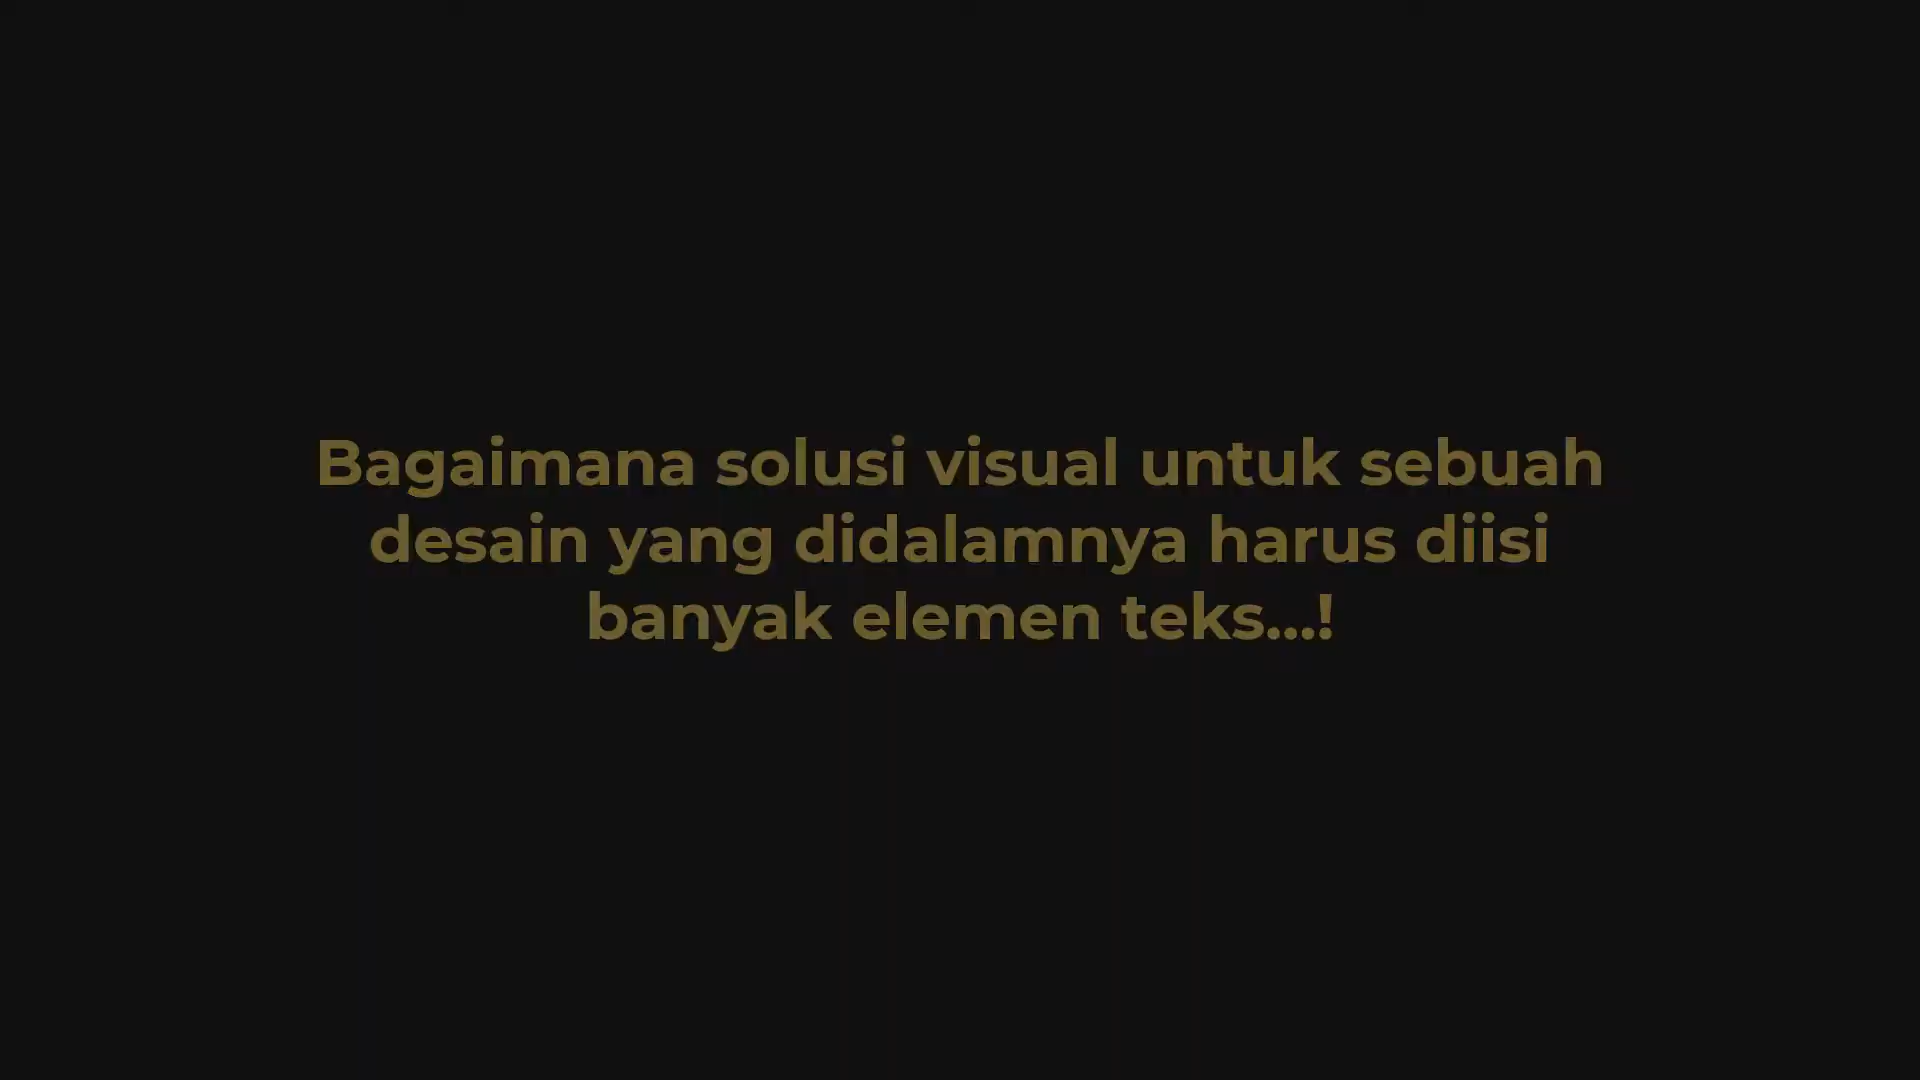 Bagaimana solusi visual untuk sebuah
desain yang didalamnya harus diisi
banyak elemen teks...!